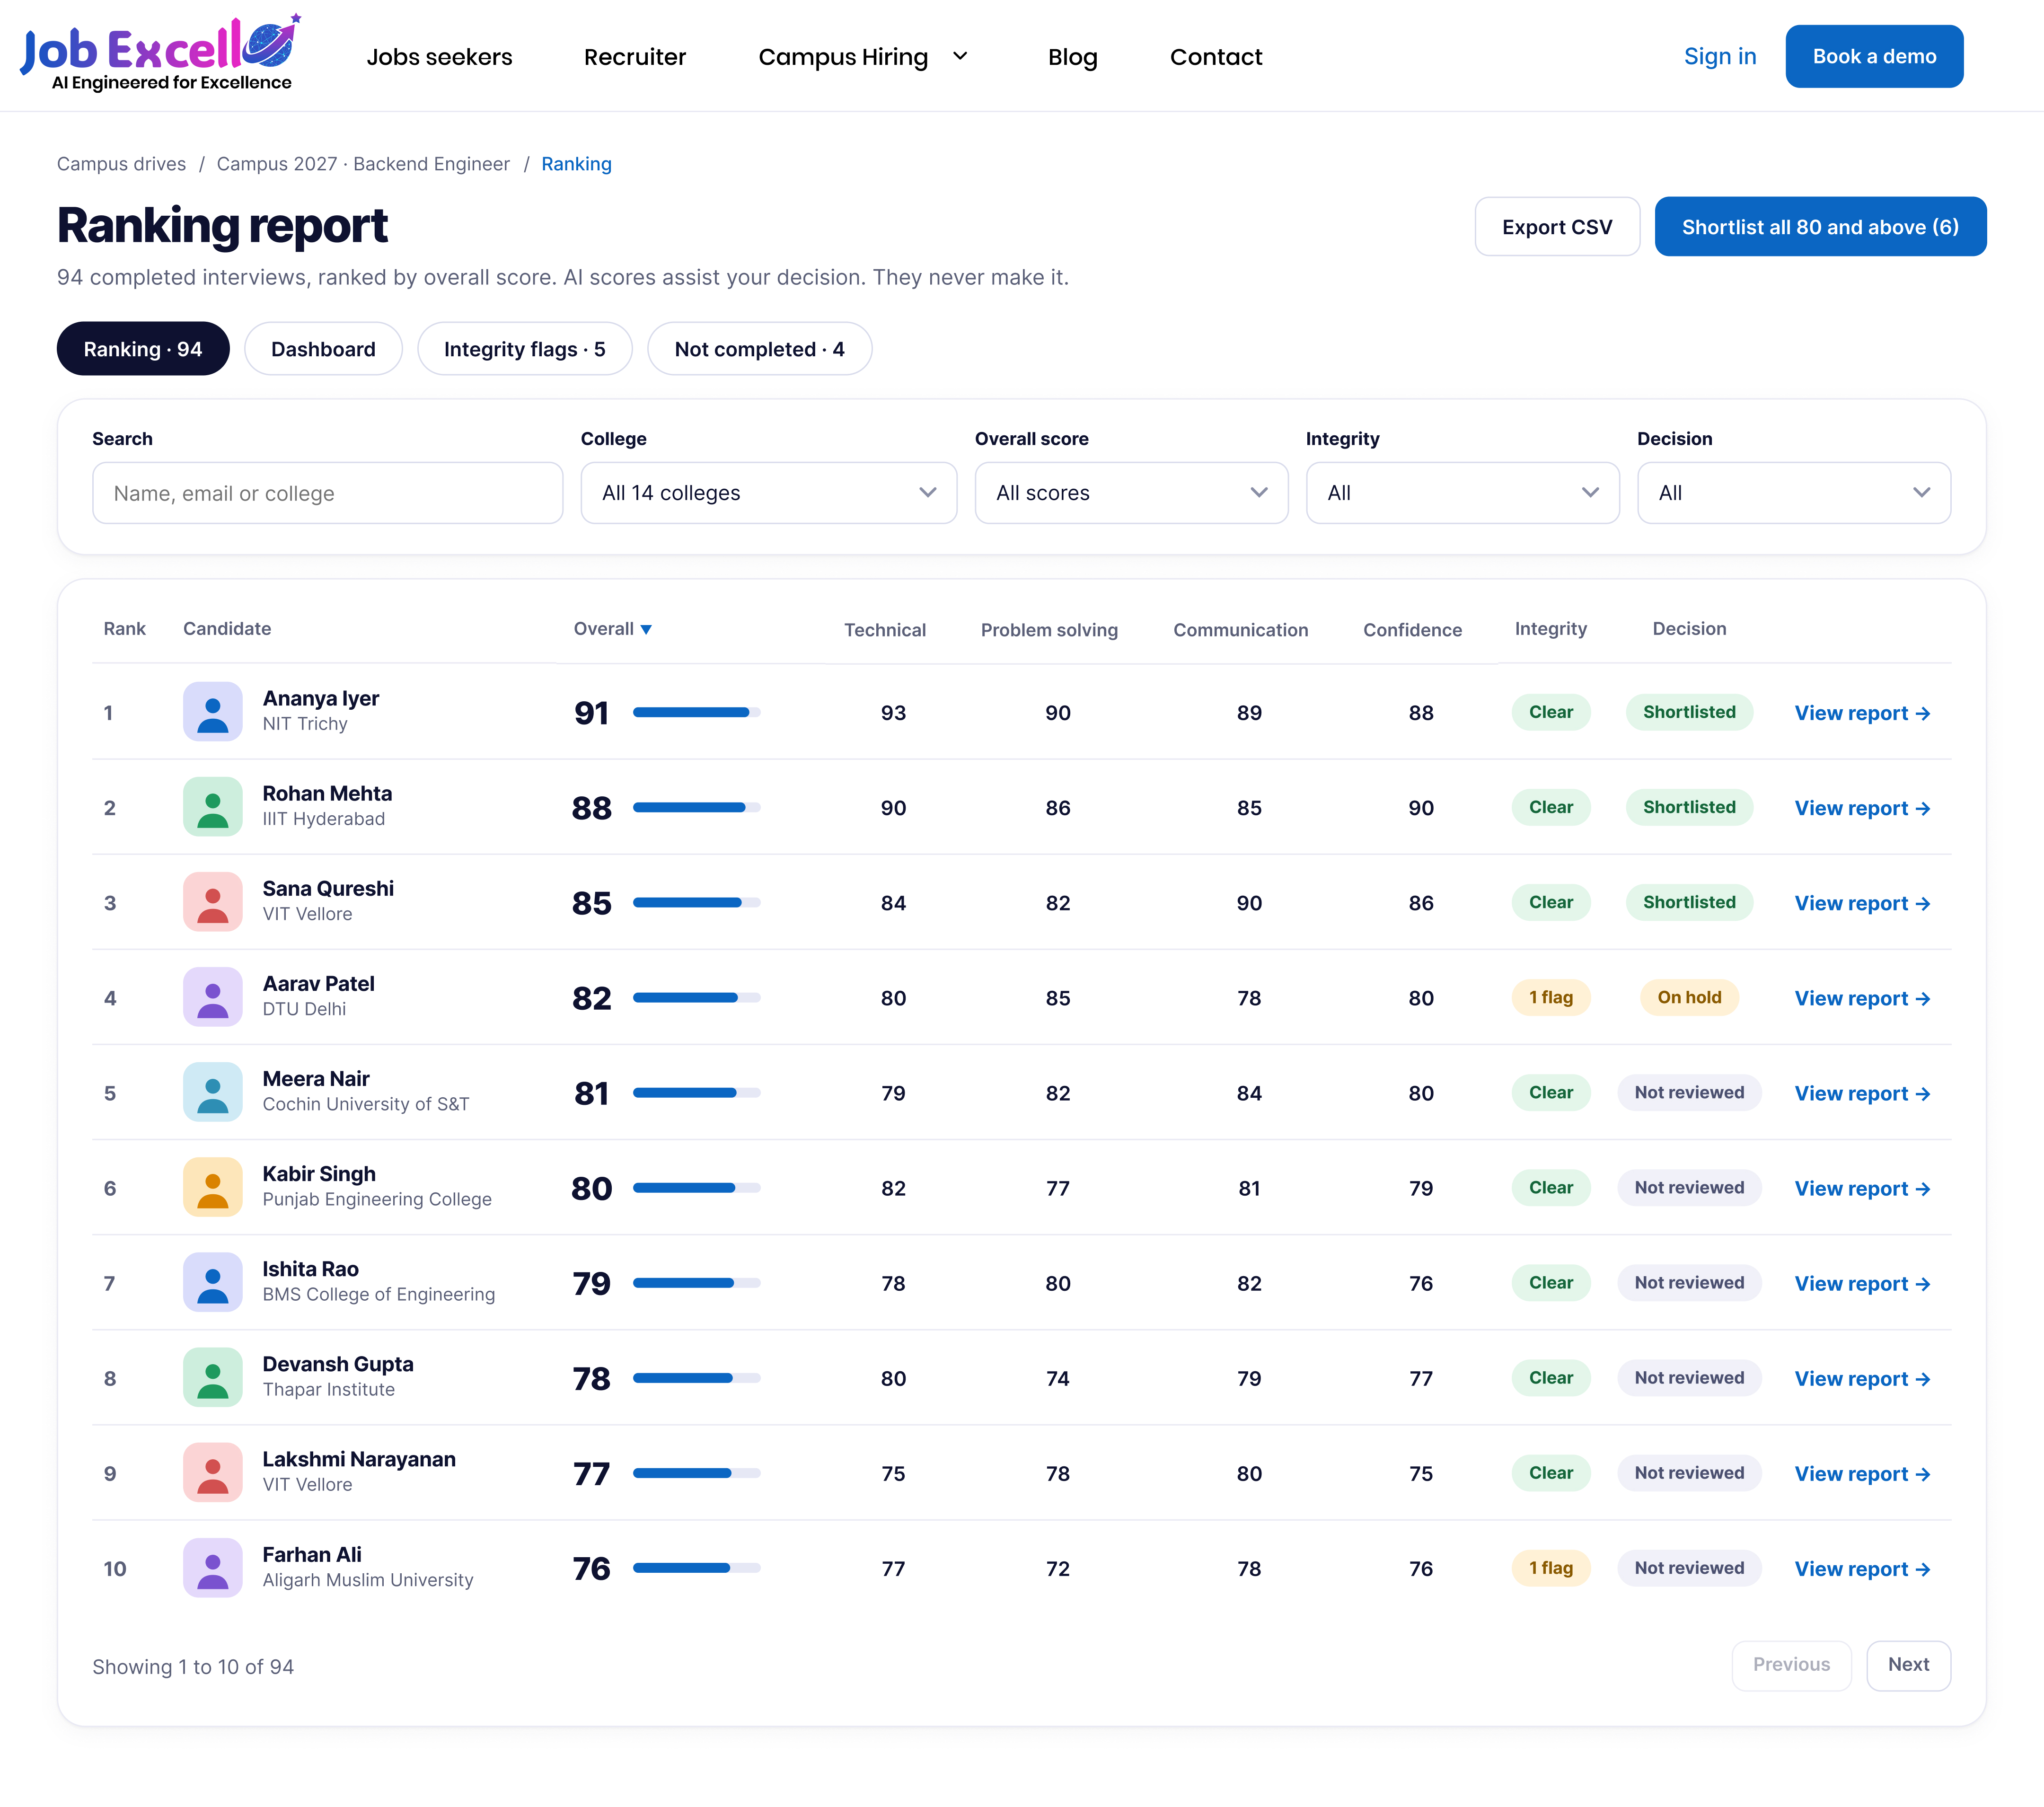 Job Excello
AI Engineered for Excellence
Jobs seekers
Recruiter
Campus Hiring
Blog
Contact
Sign in
Book a demo
Campus drives / Campus 2027 · Backend Engineer / Ranking
Ranking report
Export CSV
Shortlist all 80 and above (6)
94 completed interviews, ranked by overall score. AI scores assist your decision. They never make it.
Ranking · 94
Dashboard
Integrity flags · 5
Not completed · 4
Search
College
Overall score
Integrity
Decision
Name, email or college
All 14 colleges
All scores
All
All
Rank Candidate Overall ▼ Technical Problem solving Communication Confidence Integrity Decision
1 Ananya Iyer 91 93 90 89 88 Clear Shortlisted View report →
NIT Trichy
2 Rohan Mehta 88 90 86 85 90 Clear Shortlisted View report →
IIIT Hyderabad
3 Sana Qureshi 85 84 82 90 86 Clear Shortlisted View report →
VIT Vellore
4 Aarav Patel 82 80 85 78 80 1 flag On hold View report →
DTU Delhi
5 Meera Nair 81 79 82 84 80 Clear Not reviewed View report →
Cochin University of S&T
6 Kabir Singh 80 82 77 81 79 Clear Not reviewed View report →
Punjab Engineering College
7 Ishita Rao 79 78 80 82 76 Clear Not reviewed View report →
BMS College of Engineering
8 Devansh Gupta 78 80 74 79 77 Clear Not reviewed View report →
Thapar Institute
9 Lakshmi Narayanan 77 75 78 80 75 Clear Not reviewed View report →
VIT Vellore
10 Farhan Ali 76 77 72 78 76 1 flag Not reviewed View report →
Aligarh Muslim University
Showing 1 to 10 of 94
Previous
Next